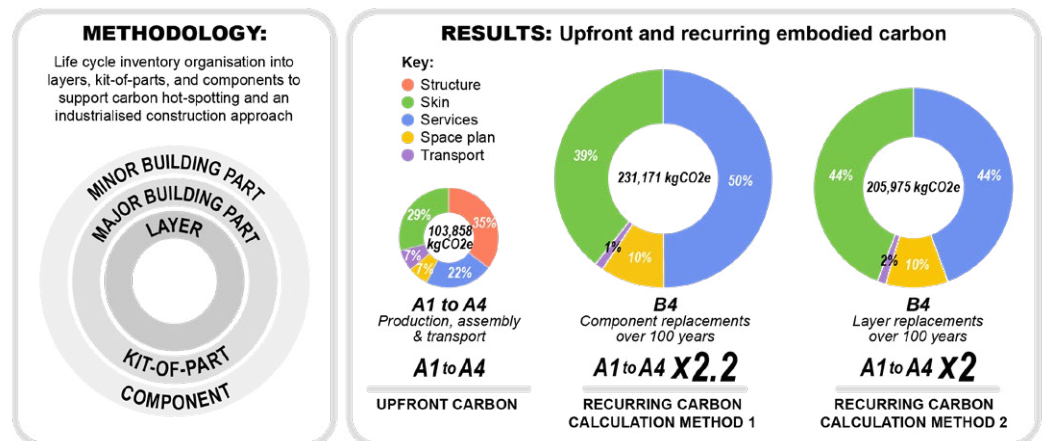 METHODOLOGY:
Life cycle inventory organisation into
layers, kit-of-parts, and components to
support carbon hot-spotting and an
industrialised construction approach
MINOR BUILDING PART
MAJOR BUILDING PART
LAYER
KIT-OF-PART
COMPONENT
RESULTS: Upfront and recurring embodied carbon
Key:
Structure
Skin
Services
Space plan
Transport
29%
35%
103,858
kgCO2e
7%
7%
22%
A1 to A4
Production, assembly
& transport
A1 to A4
UPFRONT CARBON
39%
231,171 kgCO2e
50%
1%
10%
B4
Component replacements
over 100 years
A1 to A4 X2.2
RECURRING CARBON
CALCULATION METHOD 1
44%
205,975 kgCO2e
44%
2%
10%
B4
Layer replacements
over 100 years
A1 to A4 X2
RECURRING CARBON
CALCULATION METHOD 2